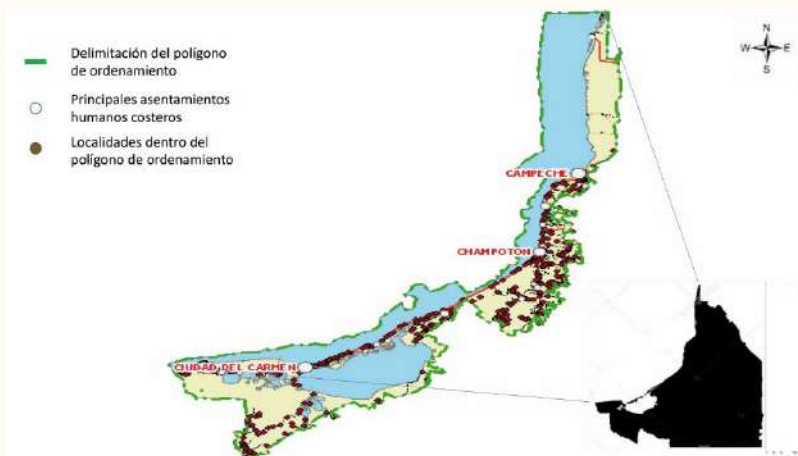 Delimitación del polígono
de ordenamiento
Principales asentamientos
humanos costeros
Localidades dentro del
polígono de ordenamiento
N
W E
S
CAMPECHE
CHAMPOTON
CIUDAD DEL CARMEN